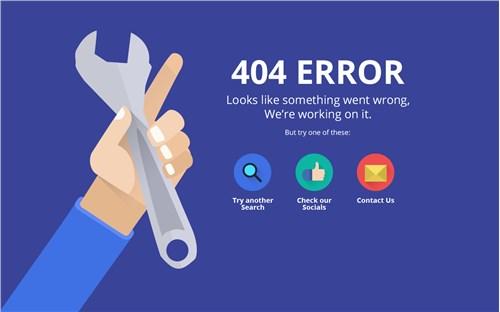 404 ERROR
Looks like something went wrong,
We're working on it.
But try one of these:
Try another
Search
Check our
Socials
Contact Us